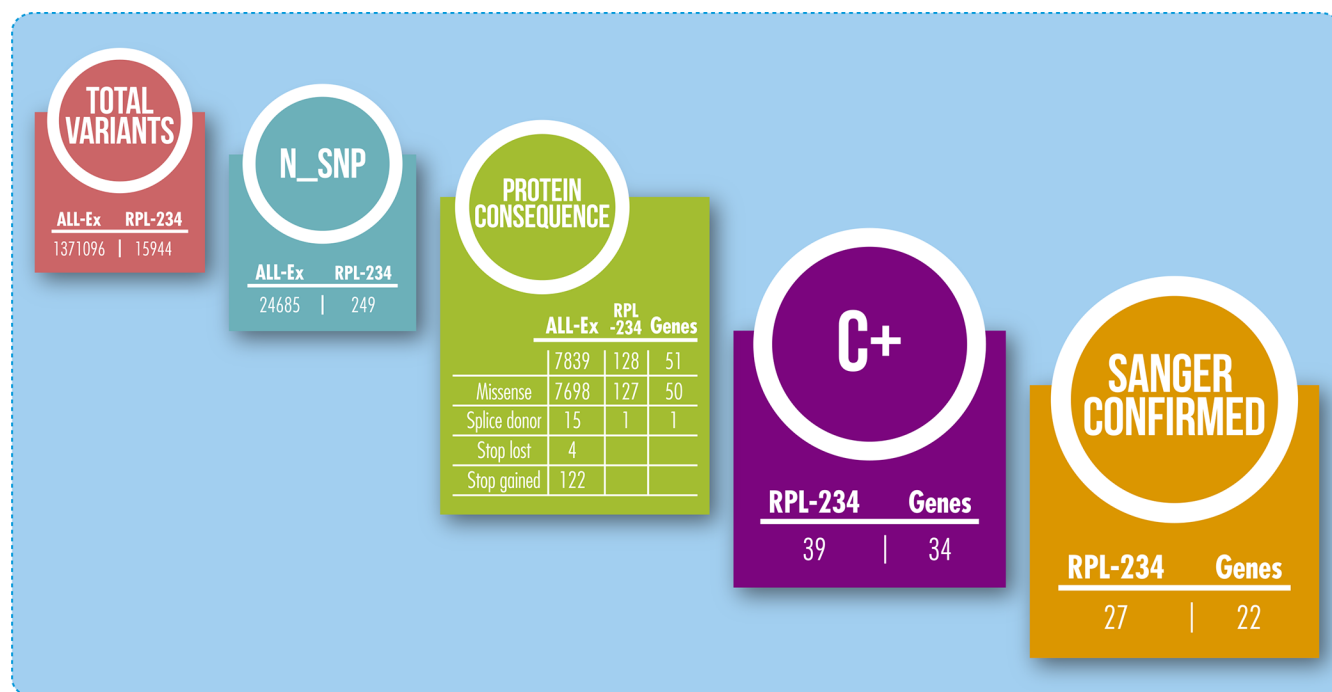 TOTAL
VARIANTS
ALL-Ex RPL-234
1371096 | 15944
N_SNP
ALL-Ex RPL-234
24685 | 249
PROTEIN
CONSEQUENCE
ALL-Ex RPL -234 Genes
7839 128 51
Missense 7698 127 50
Splice donor 15 1 1
Stop lost 4
Stop gained 122
C+
RPL-234 Genes
39 | 34
SANGER
CONFIRMED
RPL-234 Genes
27 | 22